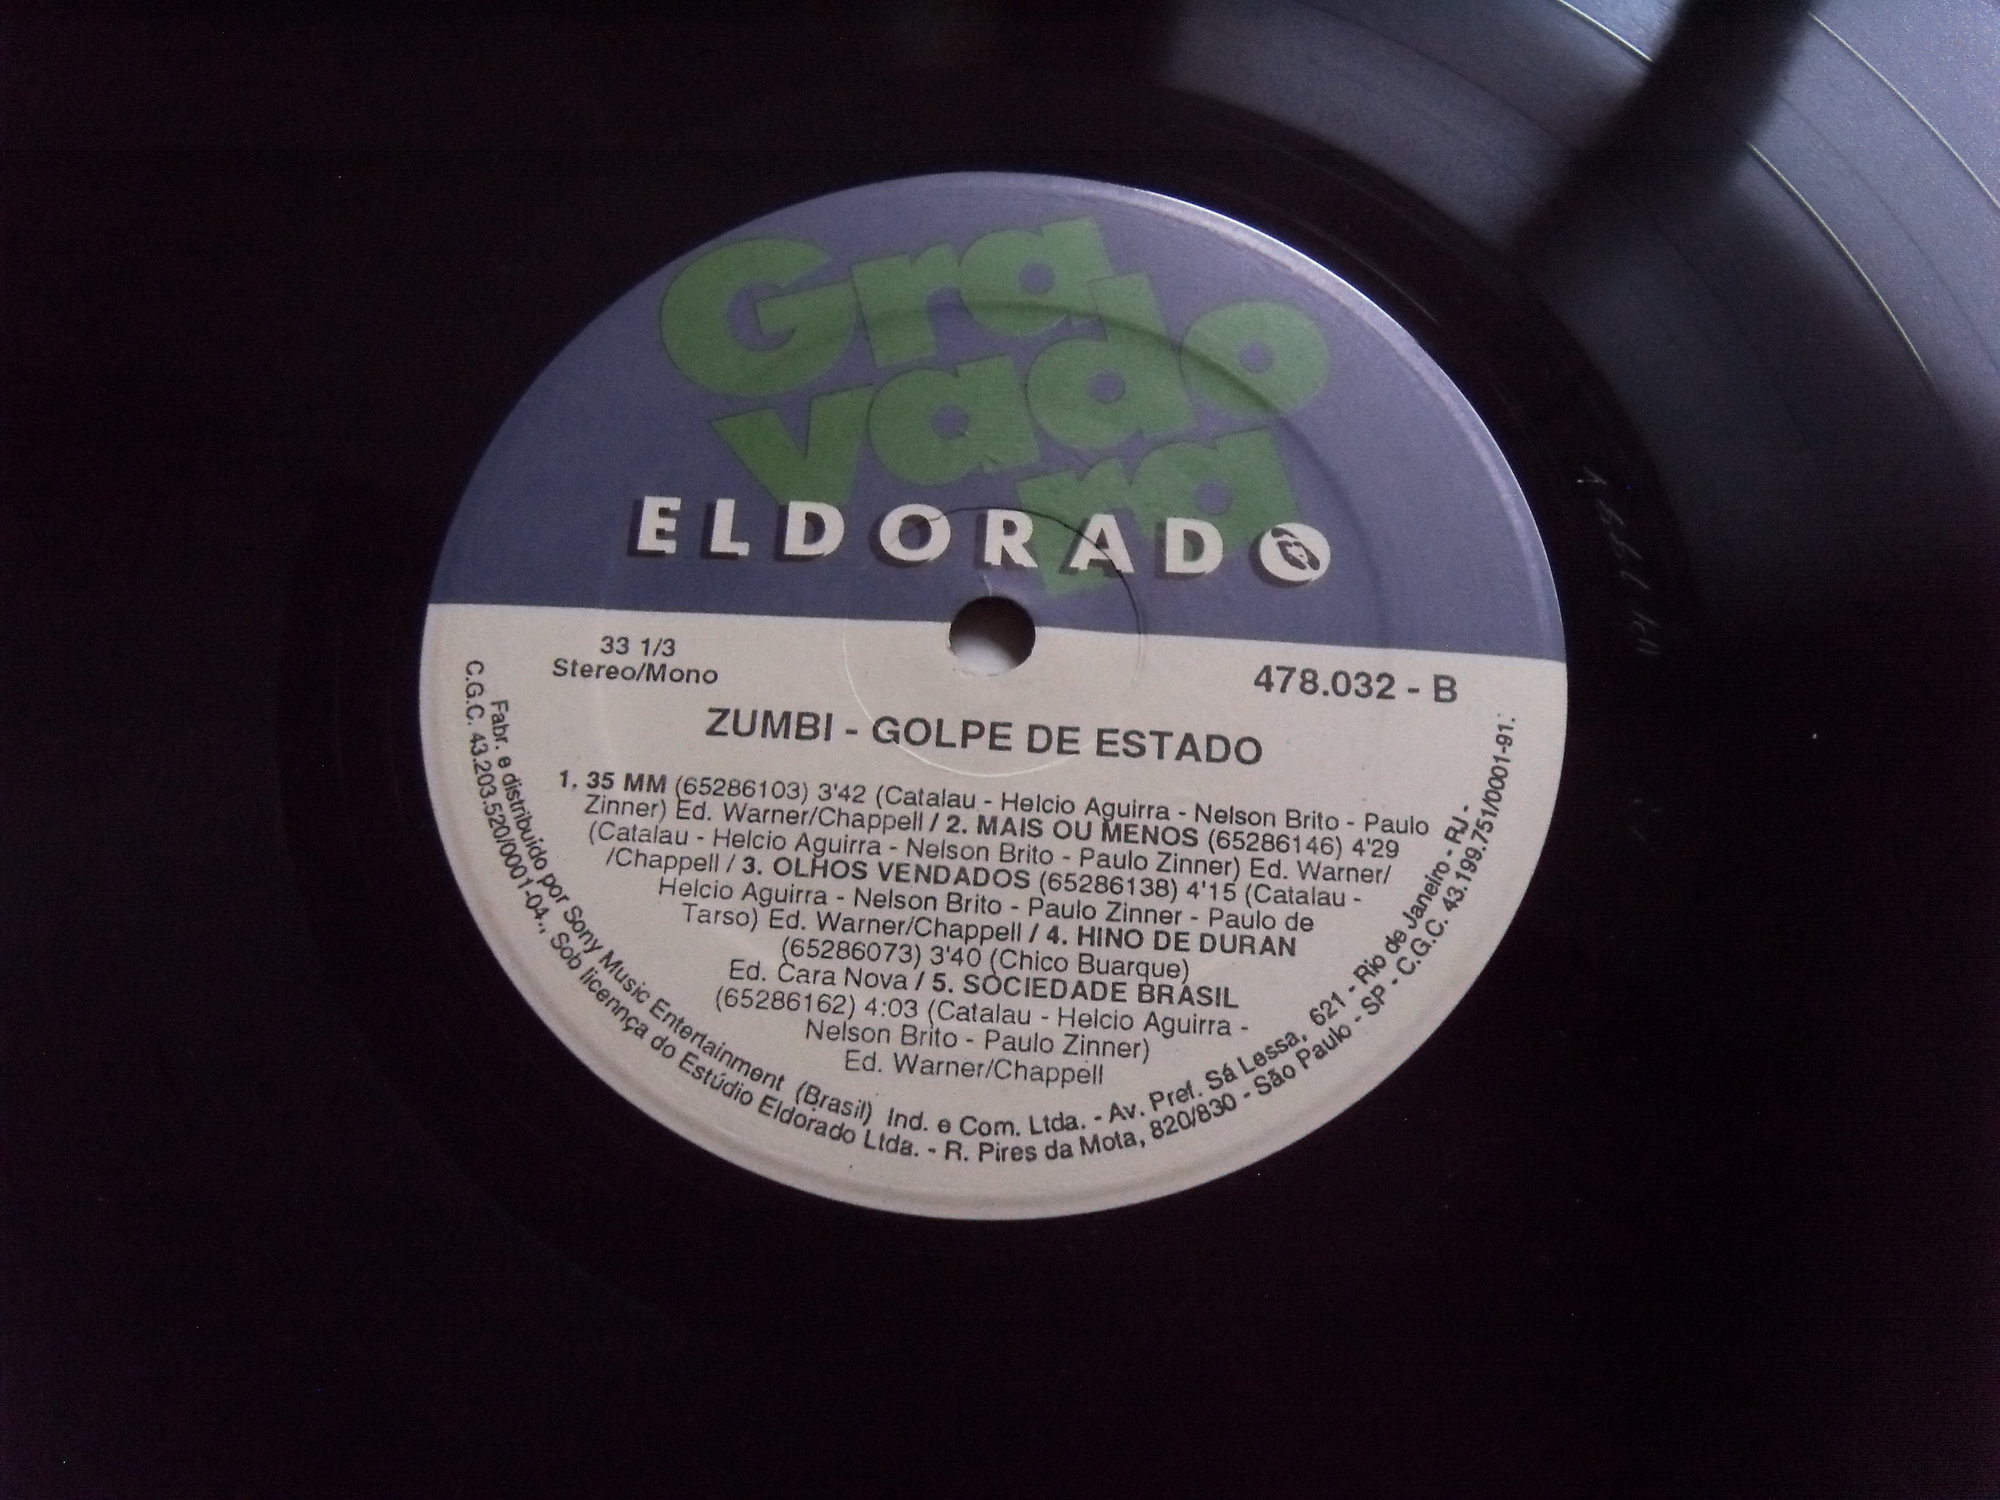 Gra
vado
ra
ELDORADO
33 1/3
Stereo/Mono
478.032 - B
ZUMBI - GOLPE DE ESTADO
1. 35 MM (65286103) 3'42 (Catalau - Helcio Aguirra - Nelson Brito - Paulo
Zinner) Ed. Warner/Chappell / 2. MAIS OU MENOS (65286146) 4'29
(Catalau - Helcio Aguirra - Nelson Brito - Paulo Zinner) Ed. Warner/
/Chappell / 3. OLHOS VENDADOS (65286138) 4'15 (Catalau -
Helcio Aguirra - Nelson Brito - Paulo Zinner - Paulo de
Tarso) Ed. Warner/Chappell / 4. HINO DE DURAN
(65286073) 3'40 (Chico Buarque)
Ed. Cara Nova / 5. SOCIEDADE BRASIL
(65286162) 4:03 (Catalau - Helcio Aguirra -
Nelson Brito - Paulo Zinner)
Ed. Warner/Chappell
Fabr. e distribuido por Sony Music Entertainment (Brasil) Ind. e Com. Ltda. - Av. Pref. Sá Lessa, 621 - Rio de Janeiro - RJ -
C.G.C. 43.203.520/0001-04., Sob licennça do Estúdio Eldorado Ltda. - R. Pires da Mota, 820/830 - São Paulo - SP - C.G.C. 43.199.751/0001-91.